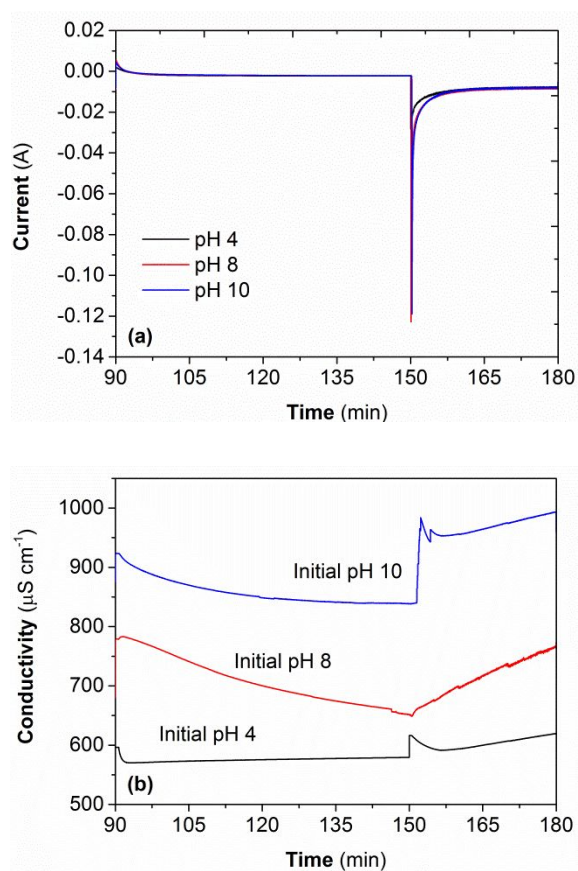 0.02
0.00
-0.02
-0.04
-0.06
-0.08
-0.10
-0.12
-0.14
Current (A)
pH 4
pH 8
pH 10
(a)
90 105 120 135 150 165 180
Time (min)
1000
900
800
700
600
500
Conductivity (µS cm⁻¹)
Initial pH 10
Initial pH 8
Initial pH 4
(b)
90 105 120 135 150 165 180
Time (min)